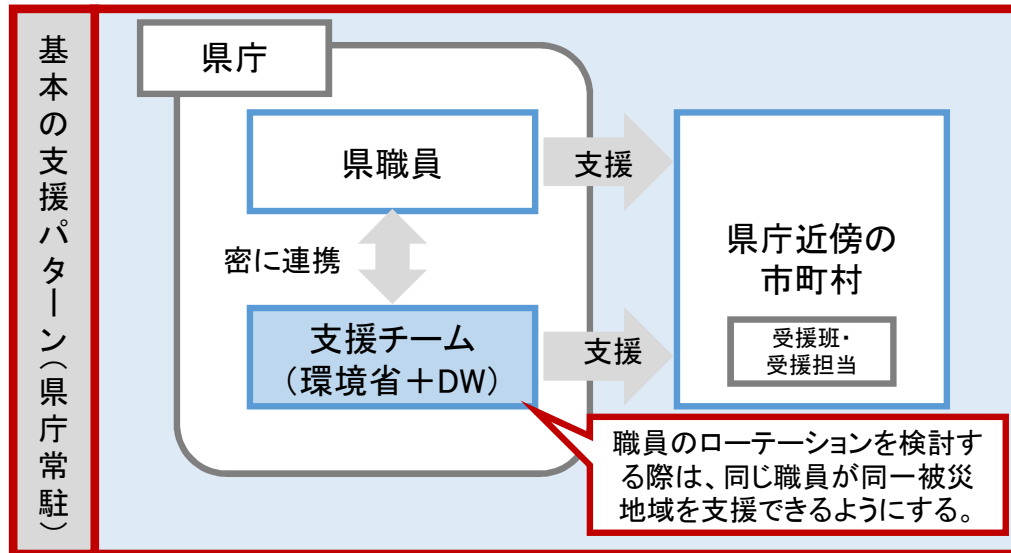 基本の支援パターン（県庁常駐）
県庁
県職員
支援
密に連携
支援チーム
（環境省＋DW）
支援
県庁近傍の
市町村
受援班・
受援担当
職員のローテーションを検討す
る際は、同じ職員が同一被災
地域を支援できるようにする。